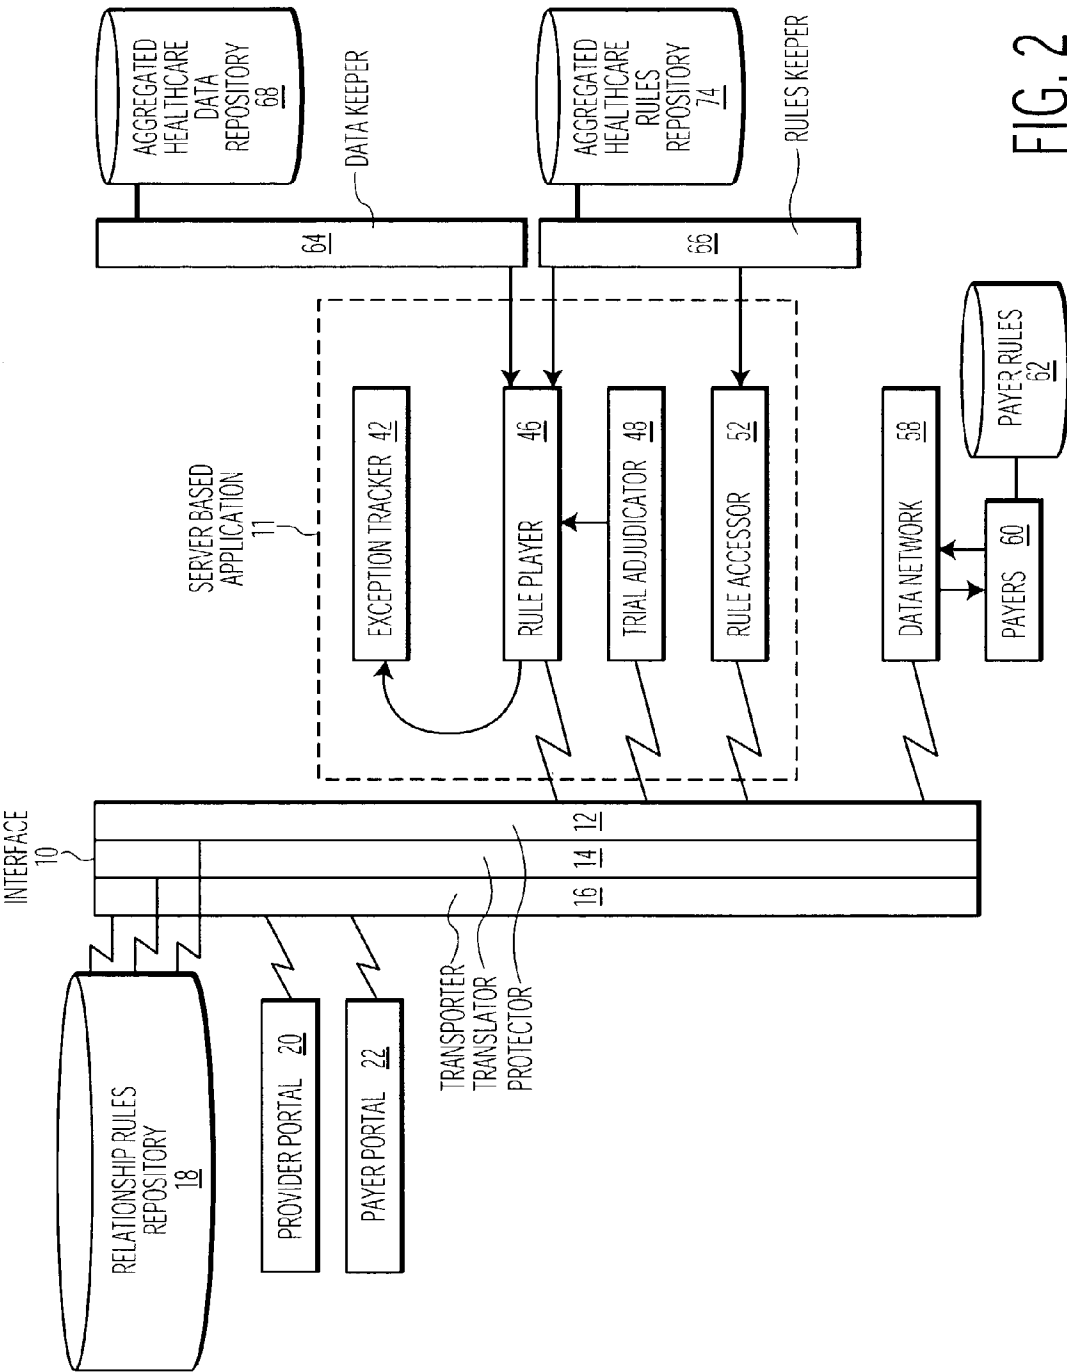 INTERFACE
10
RELATIONSHIP RULES
REPOSITORY
18
PROVIDER PORTAL 20
PAYER PORTAL 22
TRANSPORTER
TRANSLATOR
PROTECTOR
16
14
12
SERVER BASED
APPLICATION
11
EXCEPTION TRACKER 42
RULE PLAYER 46
TRIAL ADJUDICATOR 48
RULE ACCESSOR 52
DATA NETWORK 58
PAYERS 60
PAYER RULES
62
64
DATA KEEPER
66
RULES KEEPER
AGGREGATED
HEALTHCARE
DATA
REPOSITORY
68
AGGREGATED
HEALTHCARE
RULES
REPOSITORY
74
FIG. 2